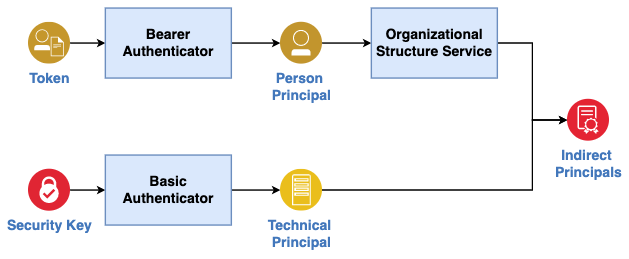 Bearer
Authenticator
Organizational
Structure Service
Token
Person
Principal
Indirect
Principals
Basic
Authenticator
Security Key
Technical
Principal